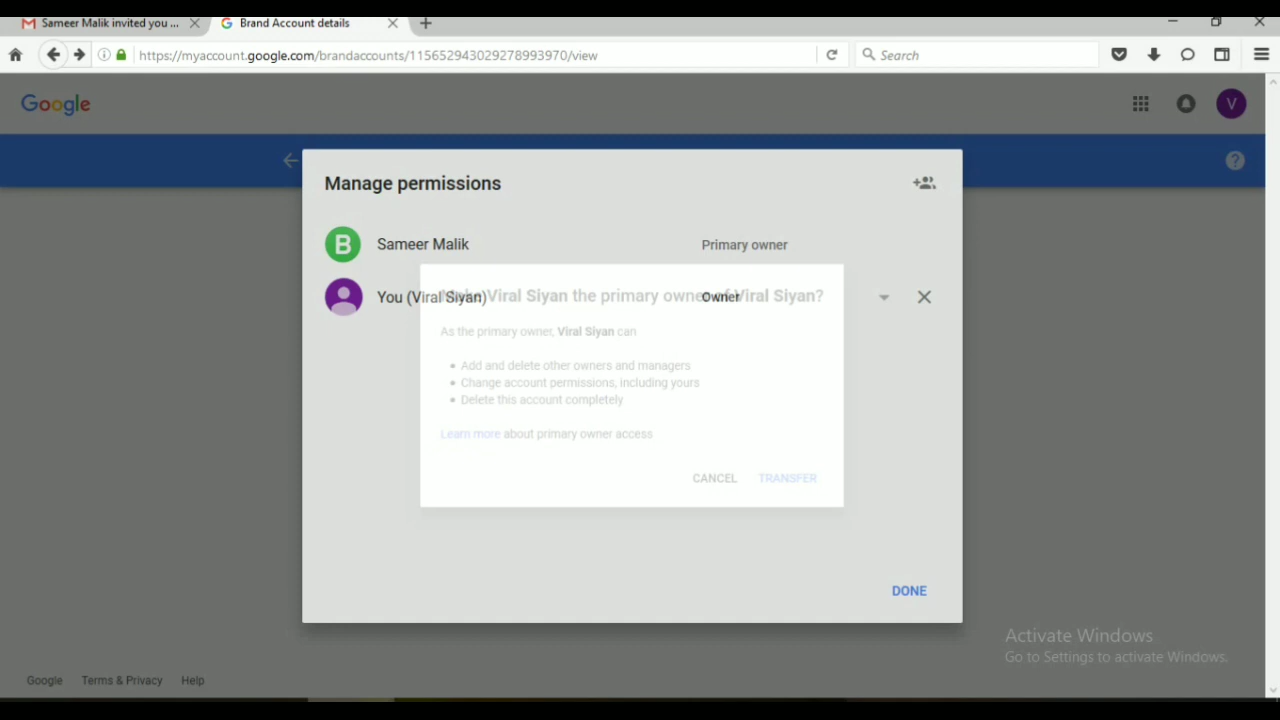 Sameer Malik invited you ...
Brand Account details
https://myaccount.google.com/brandaccounts/115652943029278993970/view
Search
Google
V
Manage permissions
B
Sameer Malik
Primary owner
You (Viral Siyan)
Owner
Make Viral Siyan the primary owner of Viral Siyan?
As the primary owner, Viral Siyan can
Add and delete other owners and managers
Change account permissions, including yours
Delete this account completely
Learn more about primary owner access
CANCEL
TRANSFER
DONE
Activate Windows
Go to Settings to activate Windows.
Google
Terms & Privacy
Help